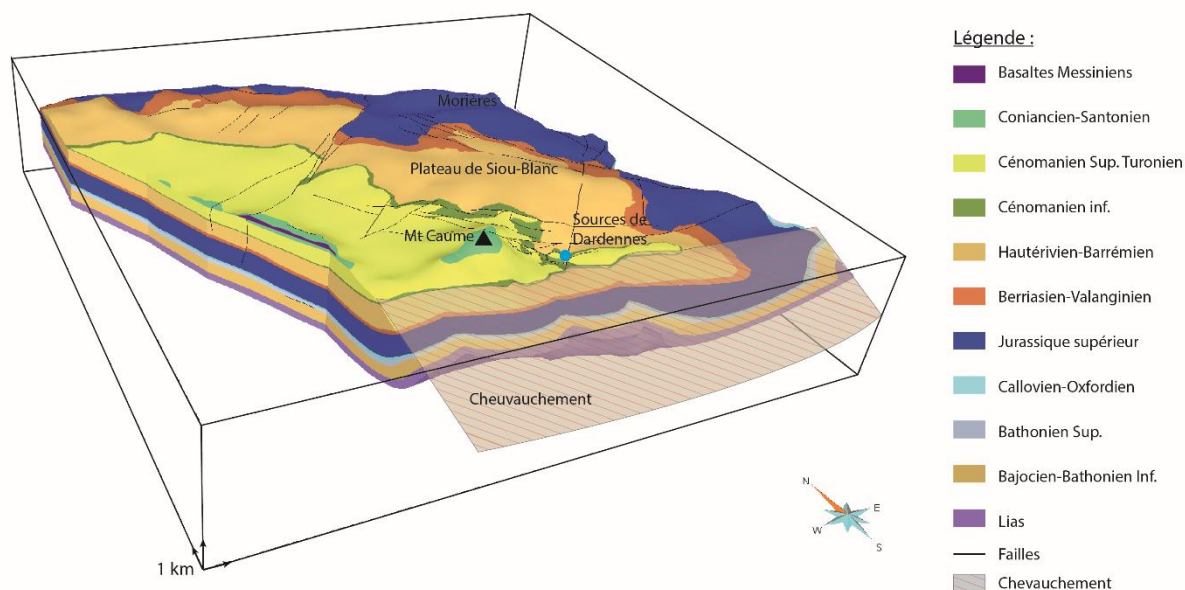 Morières
Plateau de Siou-Blanc
Sources de
Dardennes
Mt Caume
Cheuvauchement
1 km
N
E
W
S
Légende :
Basaltes Messiniens
Coniancien-Santonien
Cénomanien Sup. Turonien
Cénomanien inf.
Hautérivien-Barrémien
Berriasien-Valanginien
Jurassique supérieur
Callovien-Oxfordien
Bathonien Sup.
Bajocien-Bathonien Inf.
Lias
Failles
Chevauchement